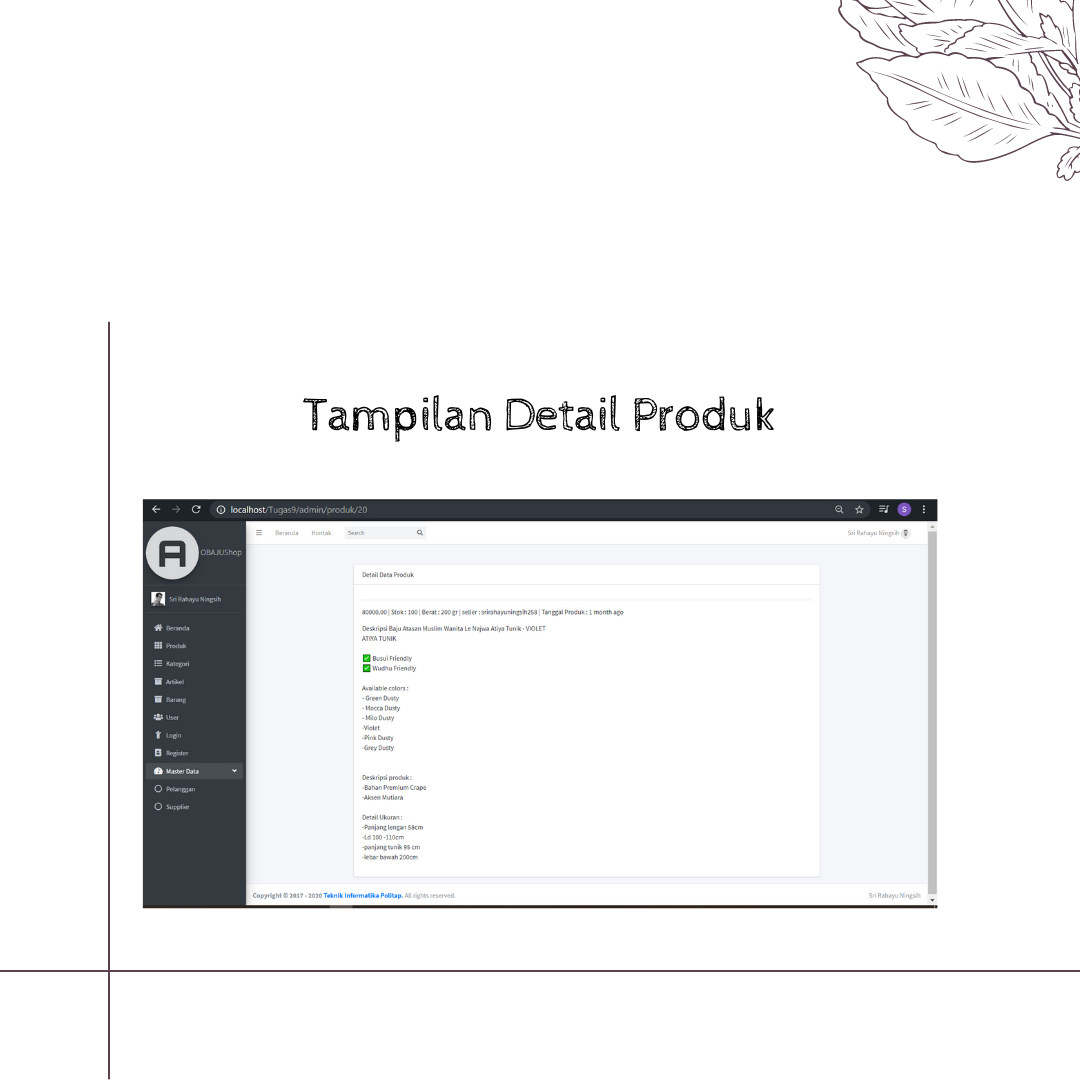 Tampilan Detail Produk
localhost/Tugas9/admin/produk/20
S
OBAJUShop
Beranda Kontak Search
Sri Rahayu Ningsih
Sri Rahayu Ningsih
Beranda
Produk
Kategori
Artikel
Barang
User
Login
Register
Master Data
Pelanggan
Supplier
Detail Data Produk
80000.00 | Stok : 100 | Berat : 200 gr | seller : srirahayuningsih258 | Tanggal Produk : 1 month ago
Deskripsi Baju Atasan Muslim Wanita Le Najwa Atiya Tunik - VIOLET
ATIYA TUNIK
✅ Busui Friendly
✅ Wudhu Friendly
Available colors :
- Green Dusty
- Mocca Dusty
- Milo Dusty
-Violet
-Pink Dusty
-Grey Dusty
Deskripsi produk :
-Bahan Premium Crape
-Aksen Mutiara
Detail Ukuran :
-Panjang lengan 58cm
-Ld 100 -110cm
-panjang tunik 98 cm
-lebar bawah 200cm
Copyright © 2017 - 2020 Teknik Informatika Politap. All rights reserved.
Sri Rahayu Ningsih